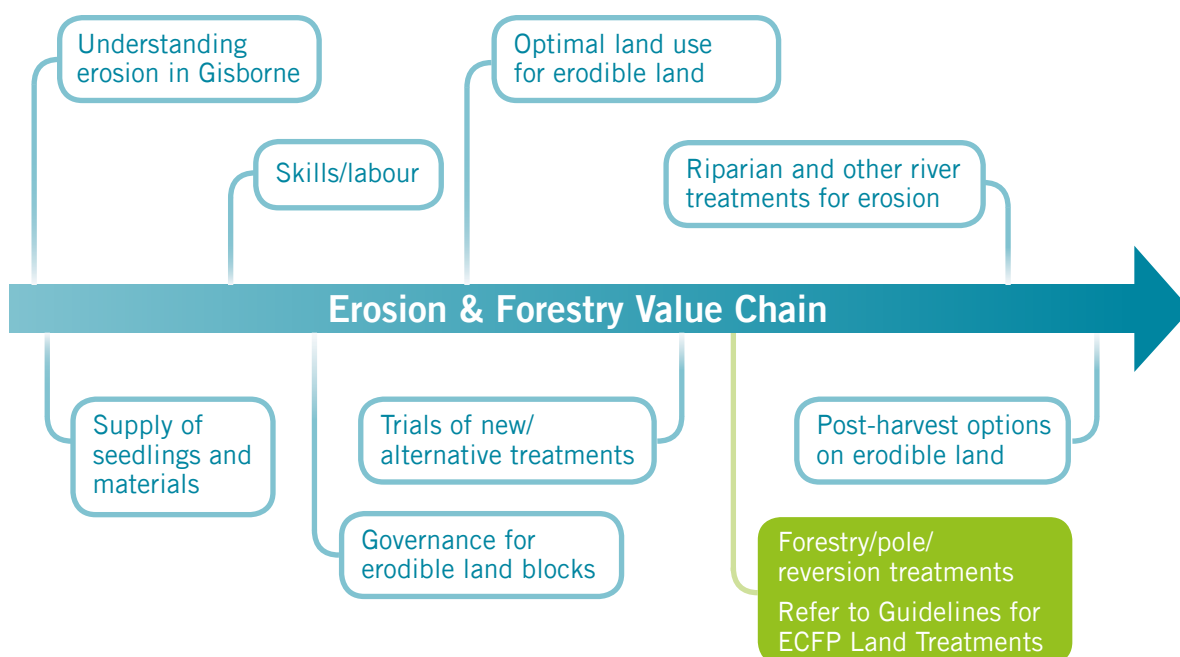 Understanding
erosion in Gisborne
Optimal land use
for erodible land
Skills/labour
Riparian and other river
treatments for erosion
Erosion & Forestry Value Chain
Supply of
seedlings and
materials
Trials of new/
alternative treatments
Post-harvest options
on erodible land
Governance for
erodible land blocks
Forestry/pole/
reversion treatments
Refer to Guidelines for
ECFP Land Treatments